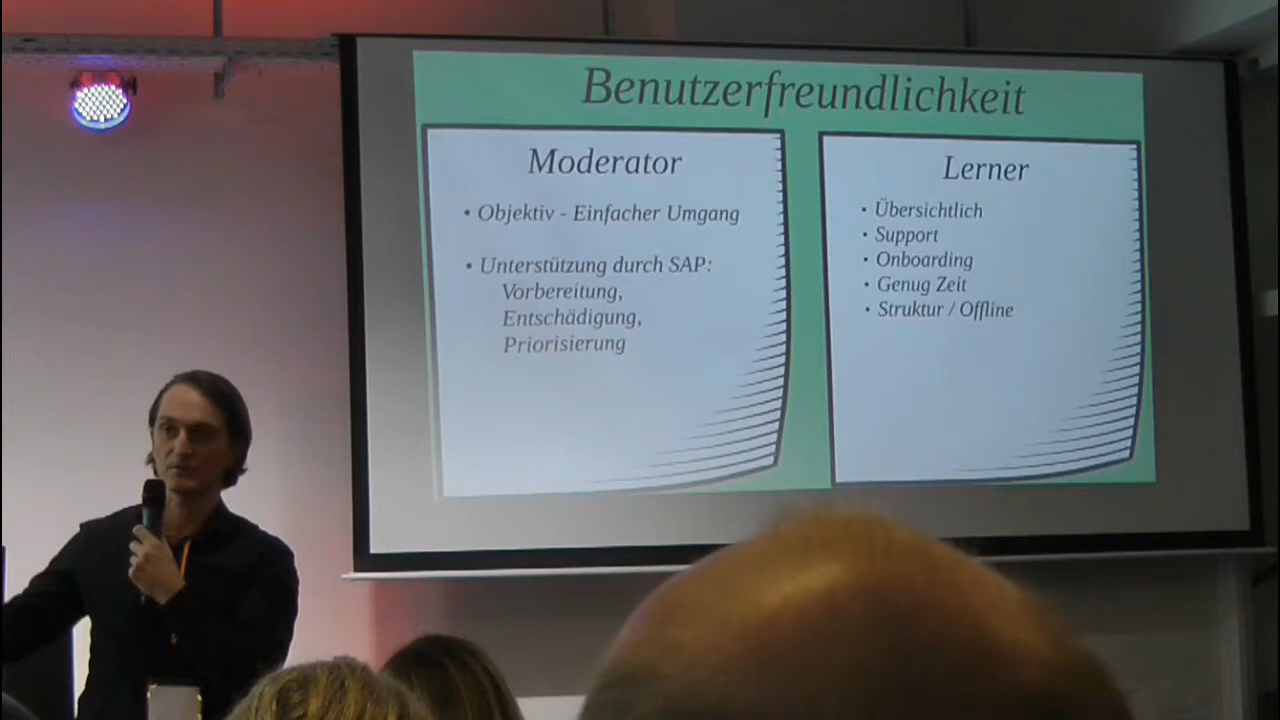 Benutzerfreundlichkeit
Moderator
• Objektiv - Einfacher Umgang
• Unterstützung durch SAP:
Vorbereitung,
Entschädigung,
Priorisierung
Lerner
• Übersichtlich
• Support
• Onboarding
• Genug Zeit
• Struktur / Offline